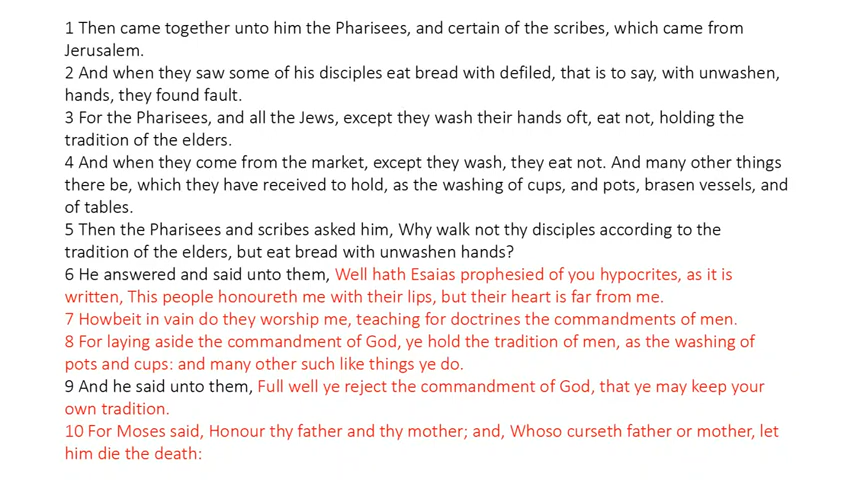 1 Then came together unto him the Pharisees, and certain of the scribes, which came from
Jerusalem.
2 And when they saw some of his disciples eat bread with defiled, that is to say, with unwashen,
hands, they found fault.
3 For the Pharisees, and all the Jews, except they wash their hands oft, eat not, holding the
tradition of the elders.
4 And when they come from the market, except they wash, they eat not. And many other things
there be, which they have received to hold, as the washing of cups, and pots, brasen vessels, and
of tables.
5 Then the Pharisees and scribes asked him, Why walk not thy disciples according to the
tradition of the elders, but eat bread with unwashen hands?
6 He answered and said unto them, Well hath Esaias prophesied of you hypocrites, as it is
written, This people honoureth me with their lips, but their heart is far from me.
7 Howbeit in vain do they worship me, teaching for doctrines the commandments of men.
8 For laying aside the commandment of God, ye hold the tradition of men, as the washing of
pots and cups: and many other such like things ye do.
9 And he said unto them, Full well ye reject the commandment of God, that ye may keep your
own tradition.
10 For Moses said, Honour thy father and thy mother; and, Whoso curseth father or mother, let
him die the death: